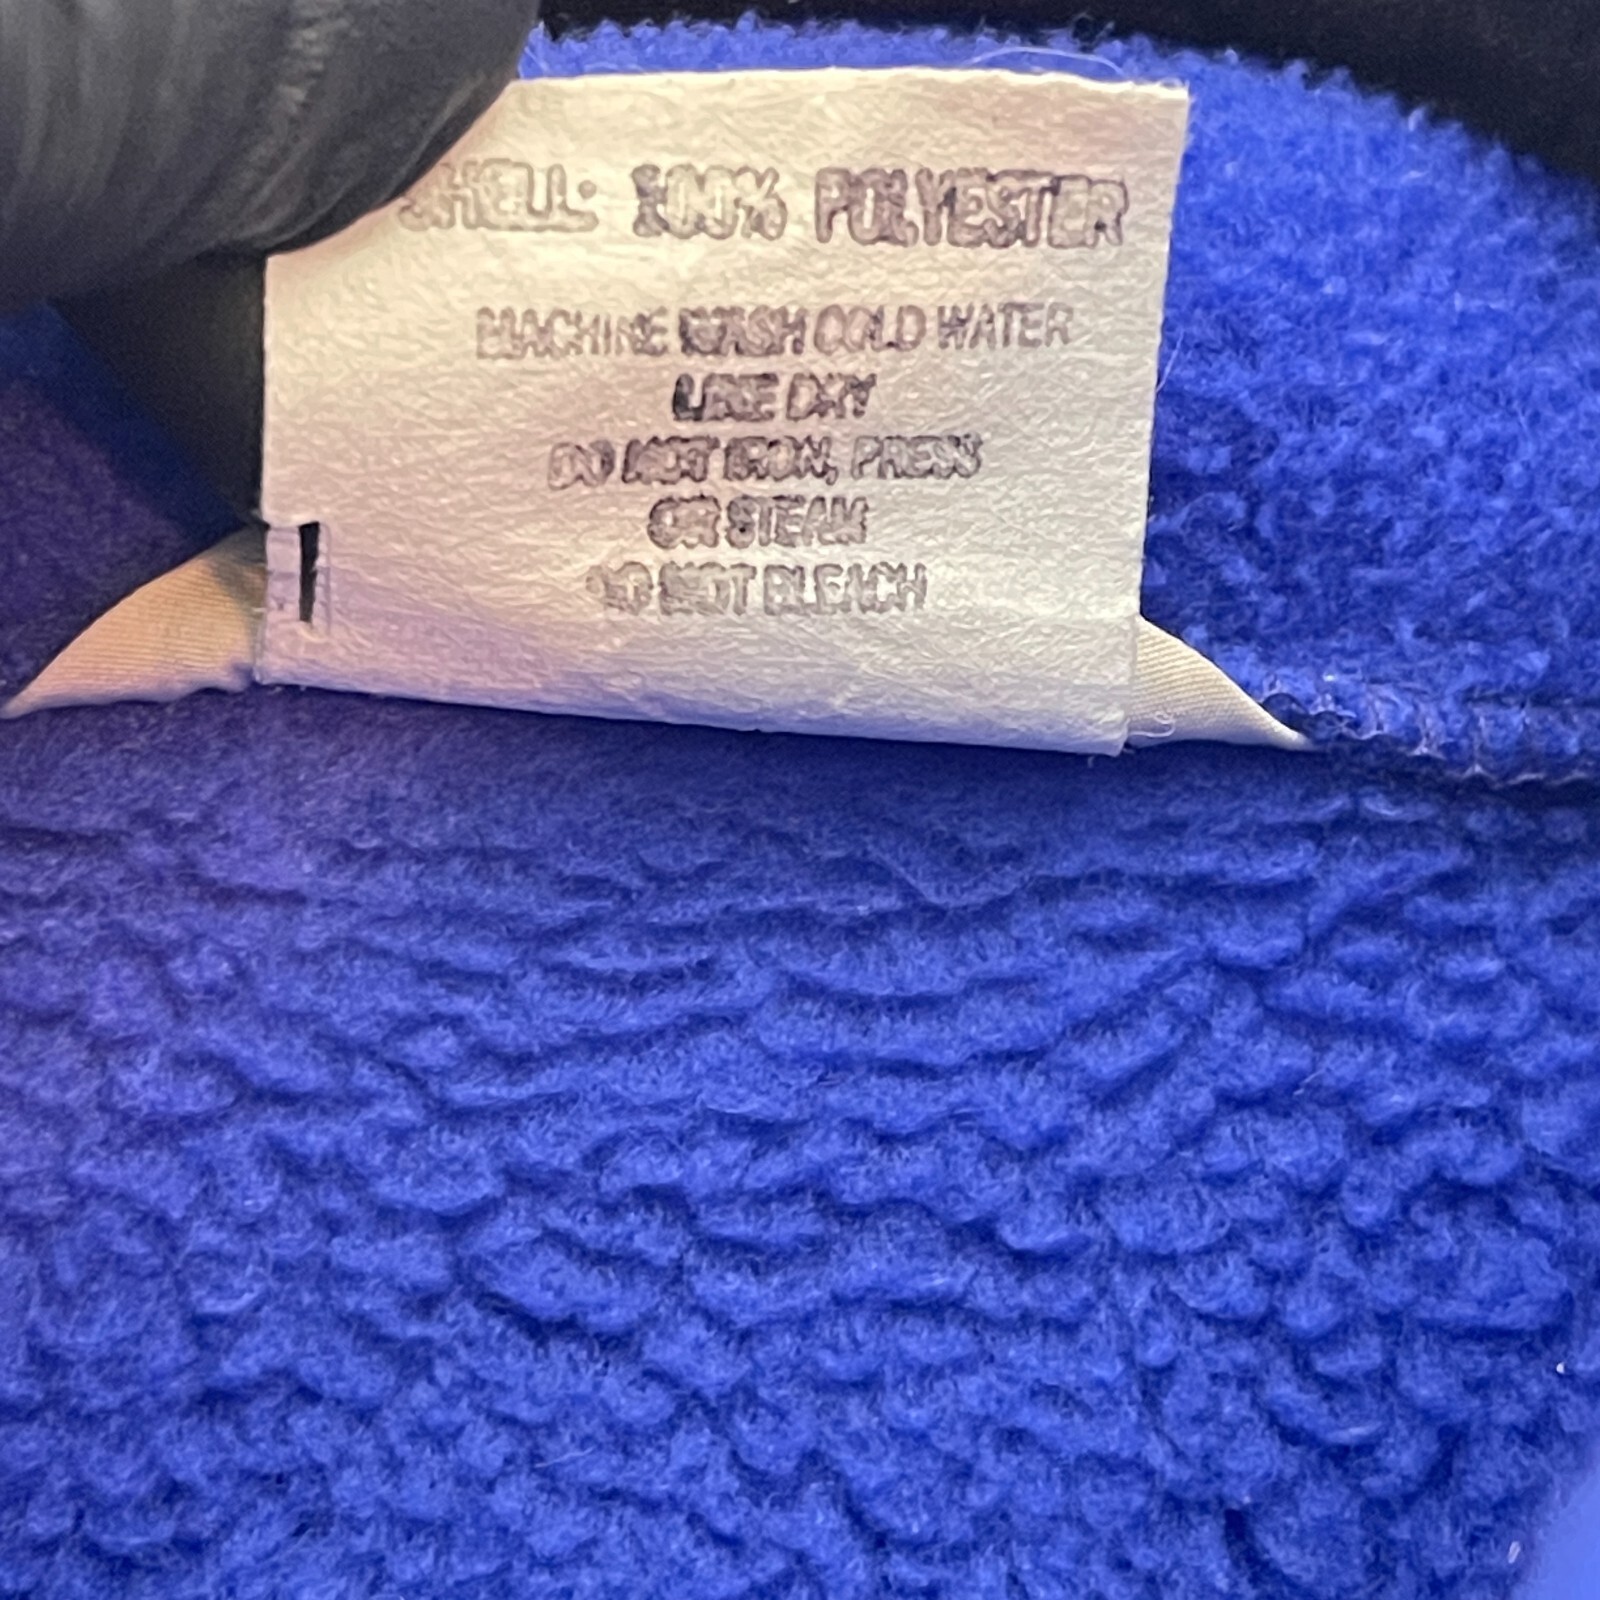 SHELL: 100% POLYESTER
MACHINE WASH COLD WATER
LINE DRY
DO NOT IRON, PRESS
OR STEAM
DO NOT BLEACH